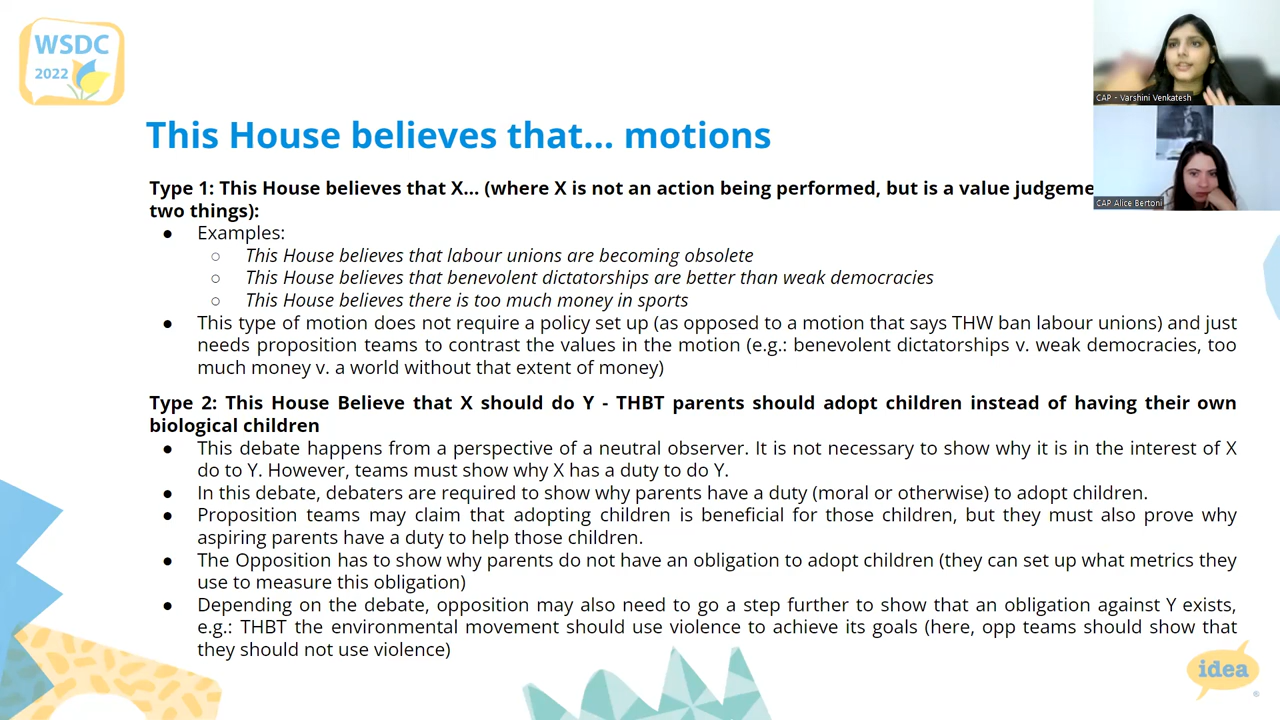 WSDC
2022
CAP - Varshini Venkatesh
CAP Alice Bertoni
This House believes that... motions
Type 1: This House believes that X... (where X is not an action being performed, but is a value
two things):
● Examples:
○ This House believes that labour unions are becoming obsolete
○ This House believes that benevolent dictatorships are better than weak democracies
○ This House believes there is too much money in sports
● This type of motion does not require a policy set up (as opposed to a motion that says THW ban labour unions) and just
needs proposition teams to contrast the values in the motion (e.g.: benevolent dictatorships v. weak democracies, too
much money v. a world without that extent of money)
Type 2: This House Believe that X should do Y - THBT parents should adopt children instead of having their own
biological children
● This debate happens from a perspective of a neutral observer. It is not necessary to show why it is in the interest of X
do to Y. However, teams must show why X has a duty to do Y.
● In this debate, debaters are required to show why parents have a duty (moral or otherwise) to adopt children.
● Proposition teams may claim that adopting children is beneficial for those children, but they must also prove why
aspiring parents have a duty to help those children.
● The Opposition has to show why parents do not have an obligation to adopt children (they can set up what metrics they
use to measure this obligation)
● Depending on the debate, opposition may also need to go a step further to show that an obligation against Y exists,
e.g.: THBT the environmental movement should use violence to achieve its goals (here, opp teams should show that
they should not use violence)
idea